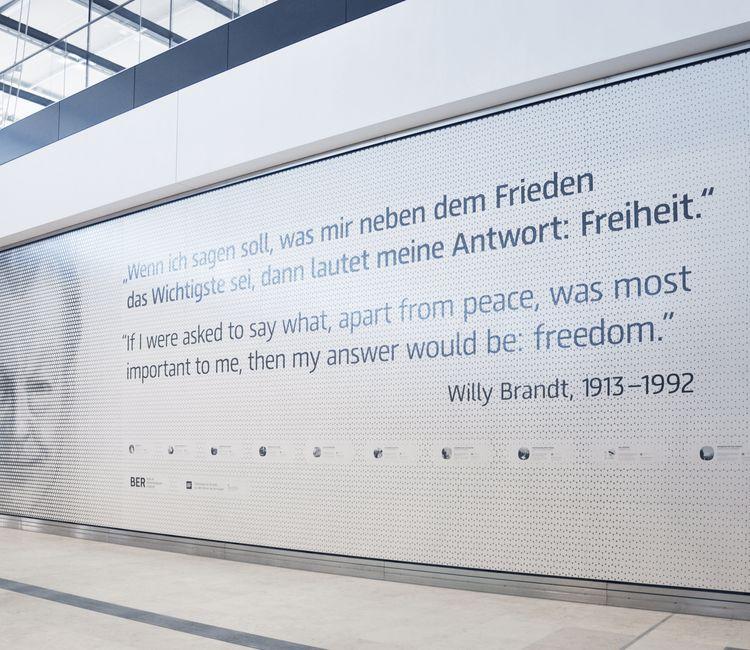 „Wenn ich sagen soll, was mir neben dem Frieden
das Wichtigste sei, dann lautet meine Antwort: Freiheit.“
“If I were asked to say what, apart from peace, was most
important to me, then my answer would be: freedom.”
Willy Brandt, 1913–1992
BER